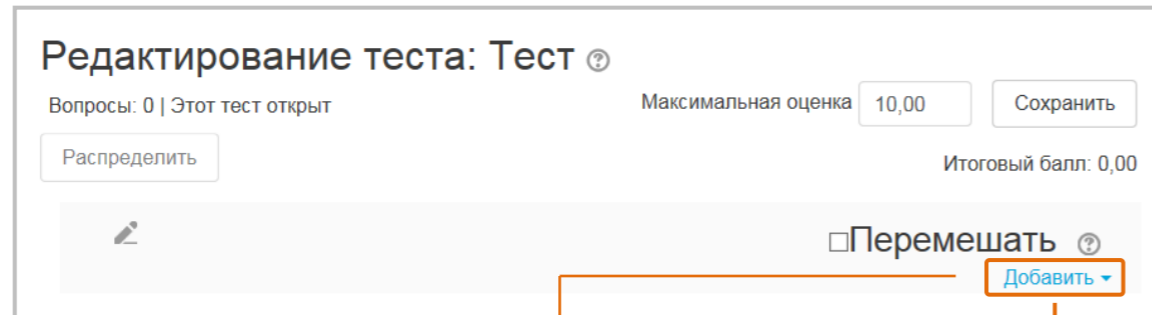 Редактирование теста: Тест
Вопросы: 0 | Этот тест открыт
Максимальная оценка 10,00 Сохранить
Распределить
Итоговый балл: 0,00
Перемешать
Добавить